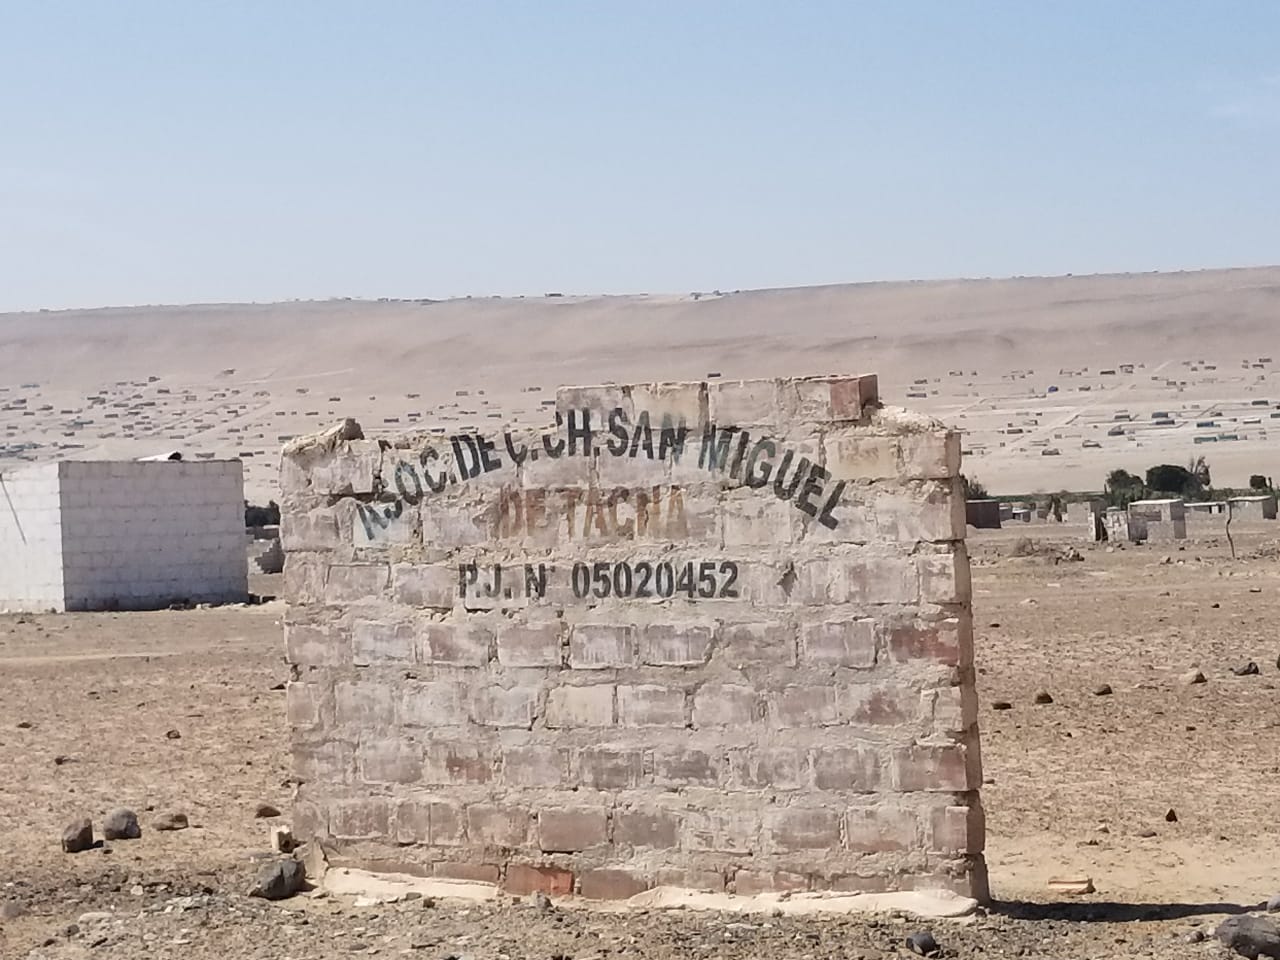 ASOC. DE C. CH. SAN MIGUEL
DE TACNA
P.J. N° 05020452